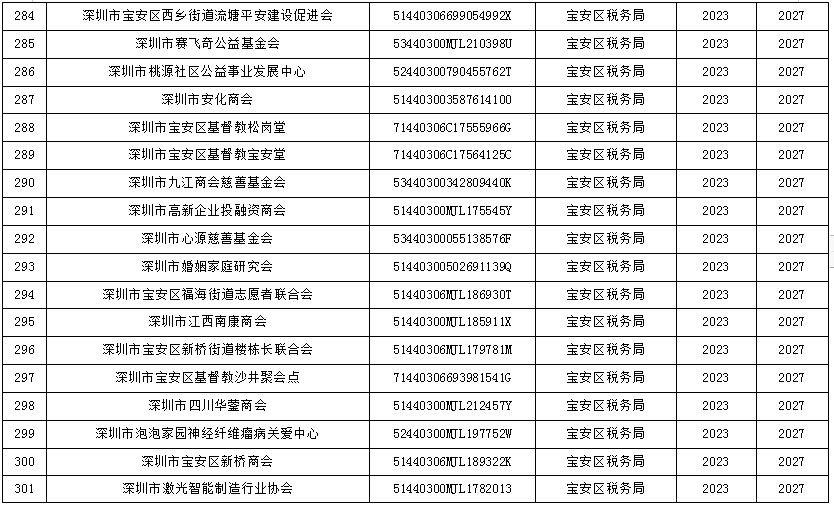 284 深圳市宝安区西乡街道流塘平安建设促进会 51440306699054992X 宝安区税务局 2023 2027
285 深圳市赛飞奇公益基金会 53440300MJL210398U 宝安区税务局 2023 2027
286 深圳市桃源社区公益事业发展中心 52440300790455762T 宝安区税务局 2023 2027
287 深圳市安化商会 514403003587614100 宝安区税务局 2023 2027
288 深圳市宝安区基督教松岗堂 71440306C17555966G 宝安区税务局 2023 2027
289 深圳市宝安区基督教宝安堂 71440306C17564125C 宝安区税务局 2023 2027
290 深圳市九江商会慈善基金会 53440300342809440K 宝安区税务局 2023 2027
291 深圳市高新企业投融资商会 51440300MJL175545Y 宝安区税务局 2023 2027
292 深圳市心源慈善基金会 53440300055138576F 宝安区税务局 2023 2027
293 深圳市婚姻家庭研究会 51440300502691139Q 宝安区税务局 2023 2027
294 深圳市宝安区福海街道志愿者联合会 51440306MJL186930T 宝安区税务局 2023 2027
295 深圳市江西南康商会 51440300MJL185911X 宝安区税务局 2023 2027
296 深圳市宝安区新桥街道楼栋长联合会 51440306MJL179781M 宝安区税务局 2023 2027
297 深圳市宝安区基督教沙井聚会点 71440306693981541G 宝安区税务局 2023 2027
298 深圳市四川华蓥商会 51440300MJL212457Y 宝安区税务局 2023 2027
299 深圳市泡泡家园神经纤维瘤病关爱中心 52440300MJL197752W 宝安区税务局 2023 2027
300 深圳市宝安区新桥商会 51440306MJL189322K 宝安区税务局 2023 2027
301 深圳市激光智能制造行业协会 51440300MJL1782013 宝安区税务局 2023 2027